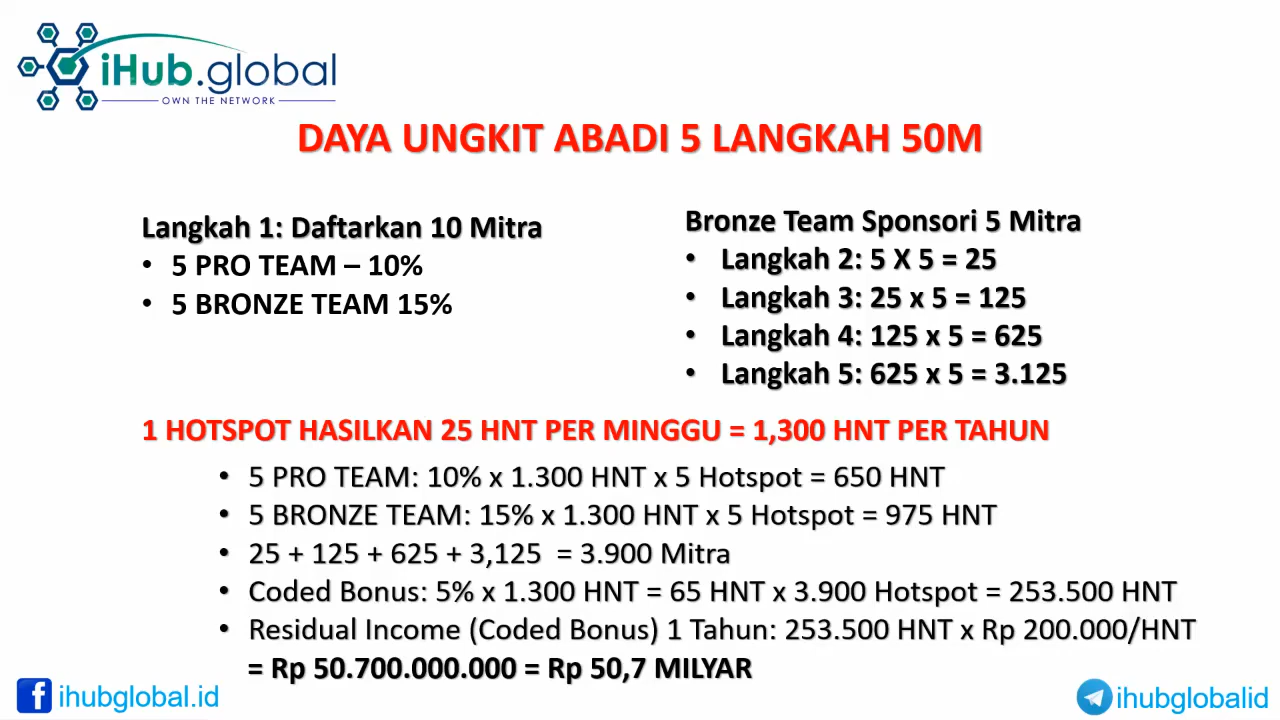 iHub.global
OWN THE NETWORK
DAYA UNGKIT ABADI 5 LANGKAH 50M
Langkah 1: Daftarkan 10 Mitra
• 5 PRO TEAM – 10%
• 5 BRONZE TEAM 15%
Bronze Team Sponsori 5 Mitra
• Langkah 2: 5 X 5 = 25
• Langkah 3: 25 x 5 = 125
• Langkah 4: 125 x 5 = 625
• Langkah 5: 625 x 5 = 3.125
1 HOTSPOT HASILKAN 25 HNT PER MINGGU = 1,300 HNT PER TAHUN
• 5 PRO TEAM: 10% x 1.300 HNT x 5 Hotspot = 650 HNT
• 5 BRONZE TEAM: 15% x 1.300 HNT x 5 Hotspot = 975 HNT
• 25 + 125 + 625 + 3,125 = 3.900 Mitra
• Coded Bonus: 5% x 1.300 HNT = 65 HNT x 3.900 Hotspot = 253.500 HNT
• Residual Income (Coded Bonus) 1 Tahun: 253.500 HNT x Rp 200.000/HNT
= Rp 50.700.000.000 = Rp 50,7 MILYAR
ihubglobal.id
ihubglobalid